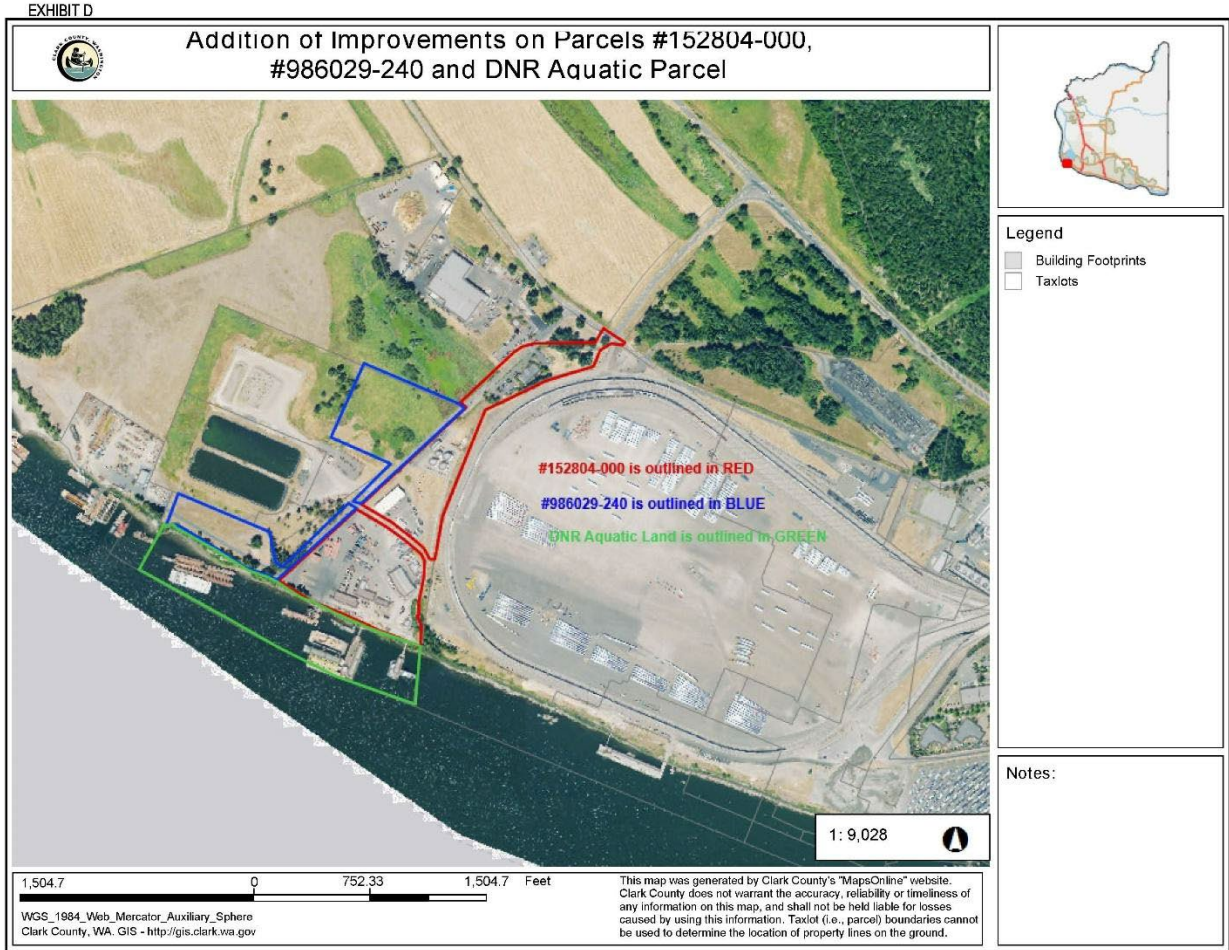 EXHIBIT D
Addition of Improvements on Parcels #152804-000,
#986029-240 and DNR Aquatic Parcel
CLARK COUNTY, WASHINGTON
Legend
Building Footprints
Taxlots
#152804-000 is outlined in RED
#986029-240 is outlined in BLUE
DNR Aquatic Land is outlined in GREEN
Notes:
1: 9,028
1,504.7 0 752.33 1,504.7 Feet
WGS_1984_Web_Mercator_Auxiliary_Sphere
Clark County, WA. GIS - http://gis.clark.wa.gov
This map was generated by Clark County's "MapsOnline" website.
Clark County does not warrant the accuracy, reliability or timeliness of
any information on this map, and shall not be held liable for losses
caused by using this information. Taxlot (i.e., parcel) boundaries cannot
be used to determine the location of property lines on the ground.